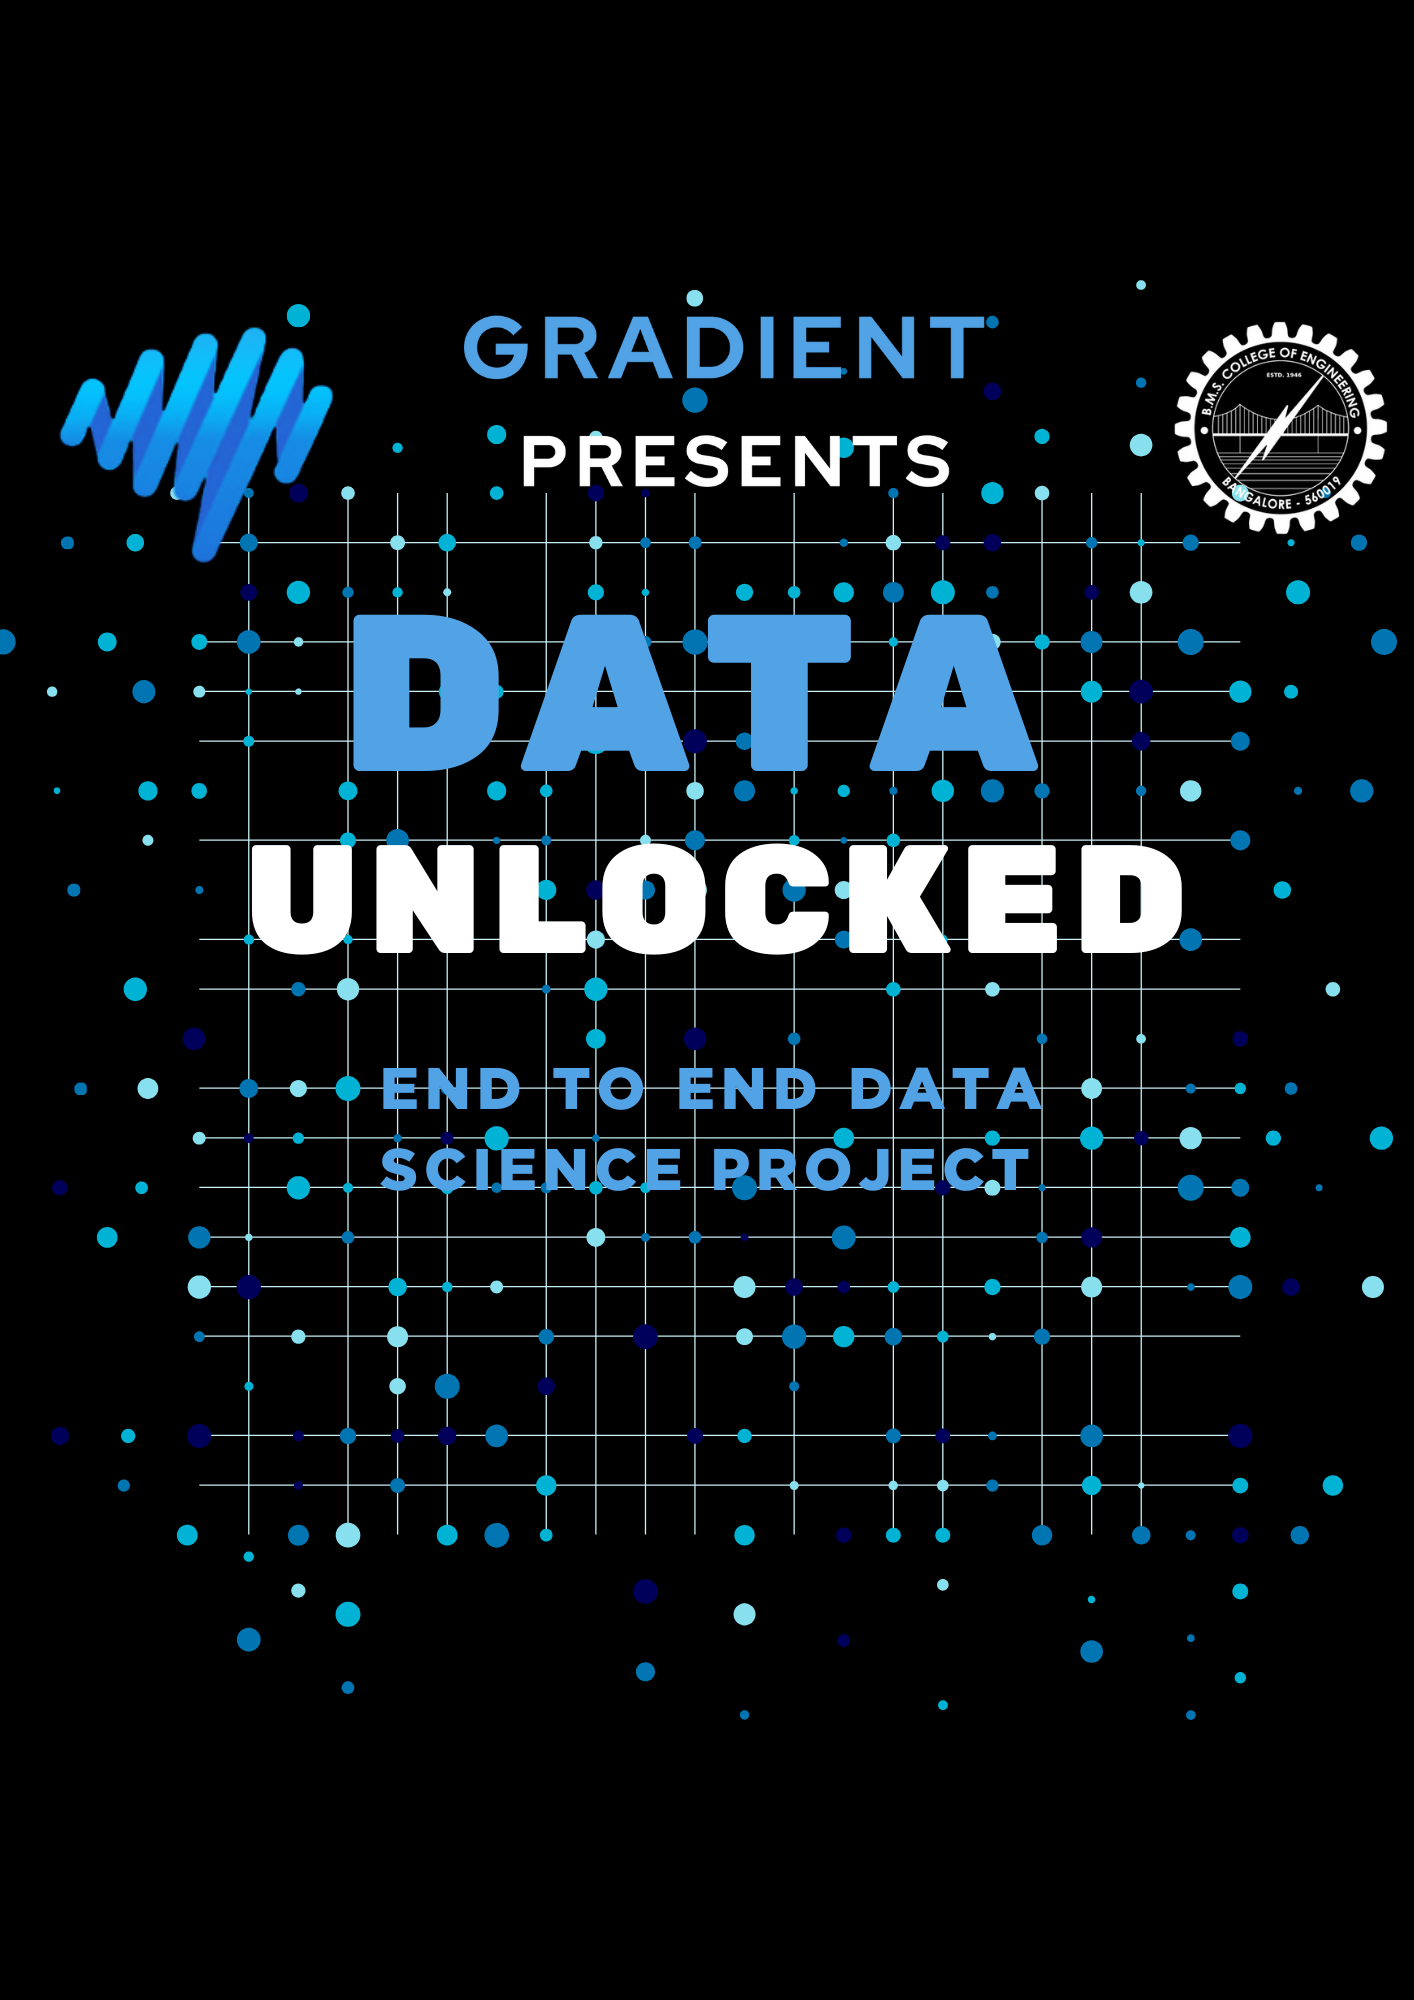 GRADIENT
PRESENTS
B.M.S. COLLEGE OF ENGINEERING
ESTD. 1946
BANGALORE - 560019
DATA
UNLOCKED
END TO END DATA
SCIENCE PROJECT